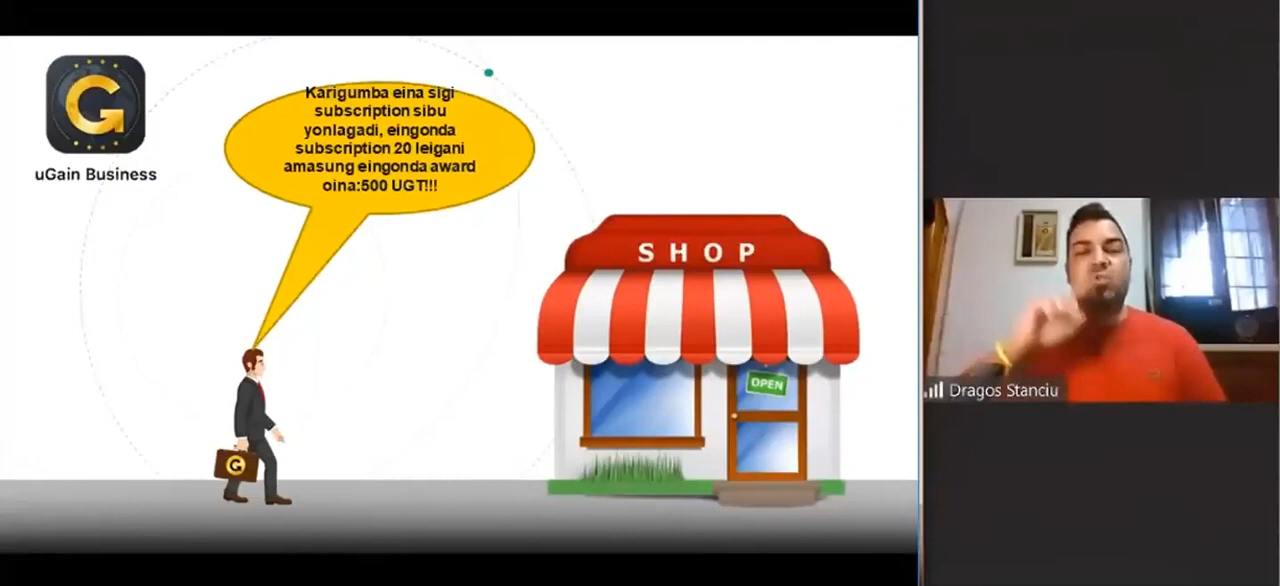 G
uGain Business
Karigumba eina sigi
subscription sibu
yonlagadi, eingonda
subscription 20 leigani
amasung eingonda award
oina:500 UGT!!!
SHOP
OPEN
G
Dragos Stanciu